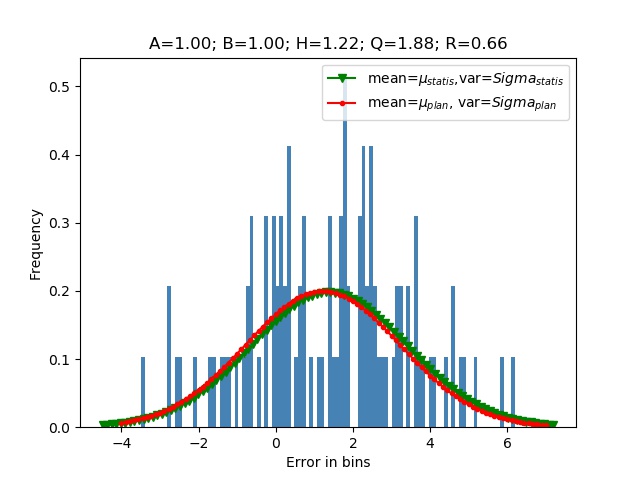 A=1.00; B=1.00; H=1.22; Q=1.88; R=0.66
mean=μstatis,var=Sigmastatis
mean=μplan, var=Sigmaplan
0.5
0.4
0.3
0.2
0.1
0.0
Frequency
−4 −2 0 2 4 6
Error in bins